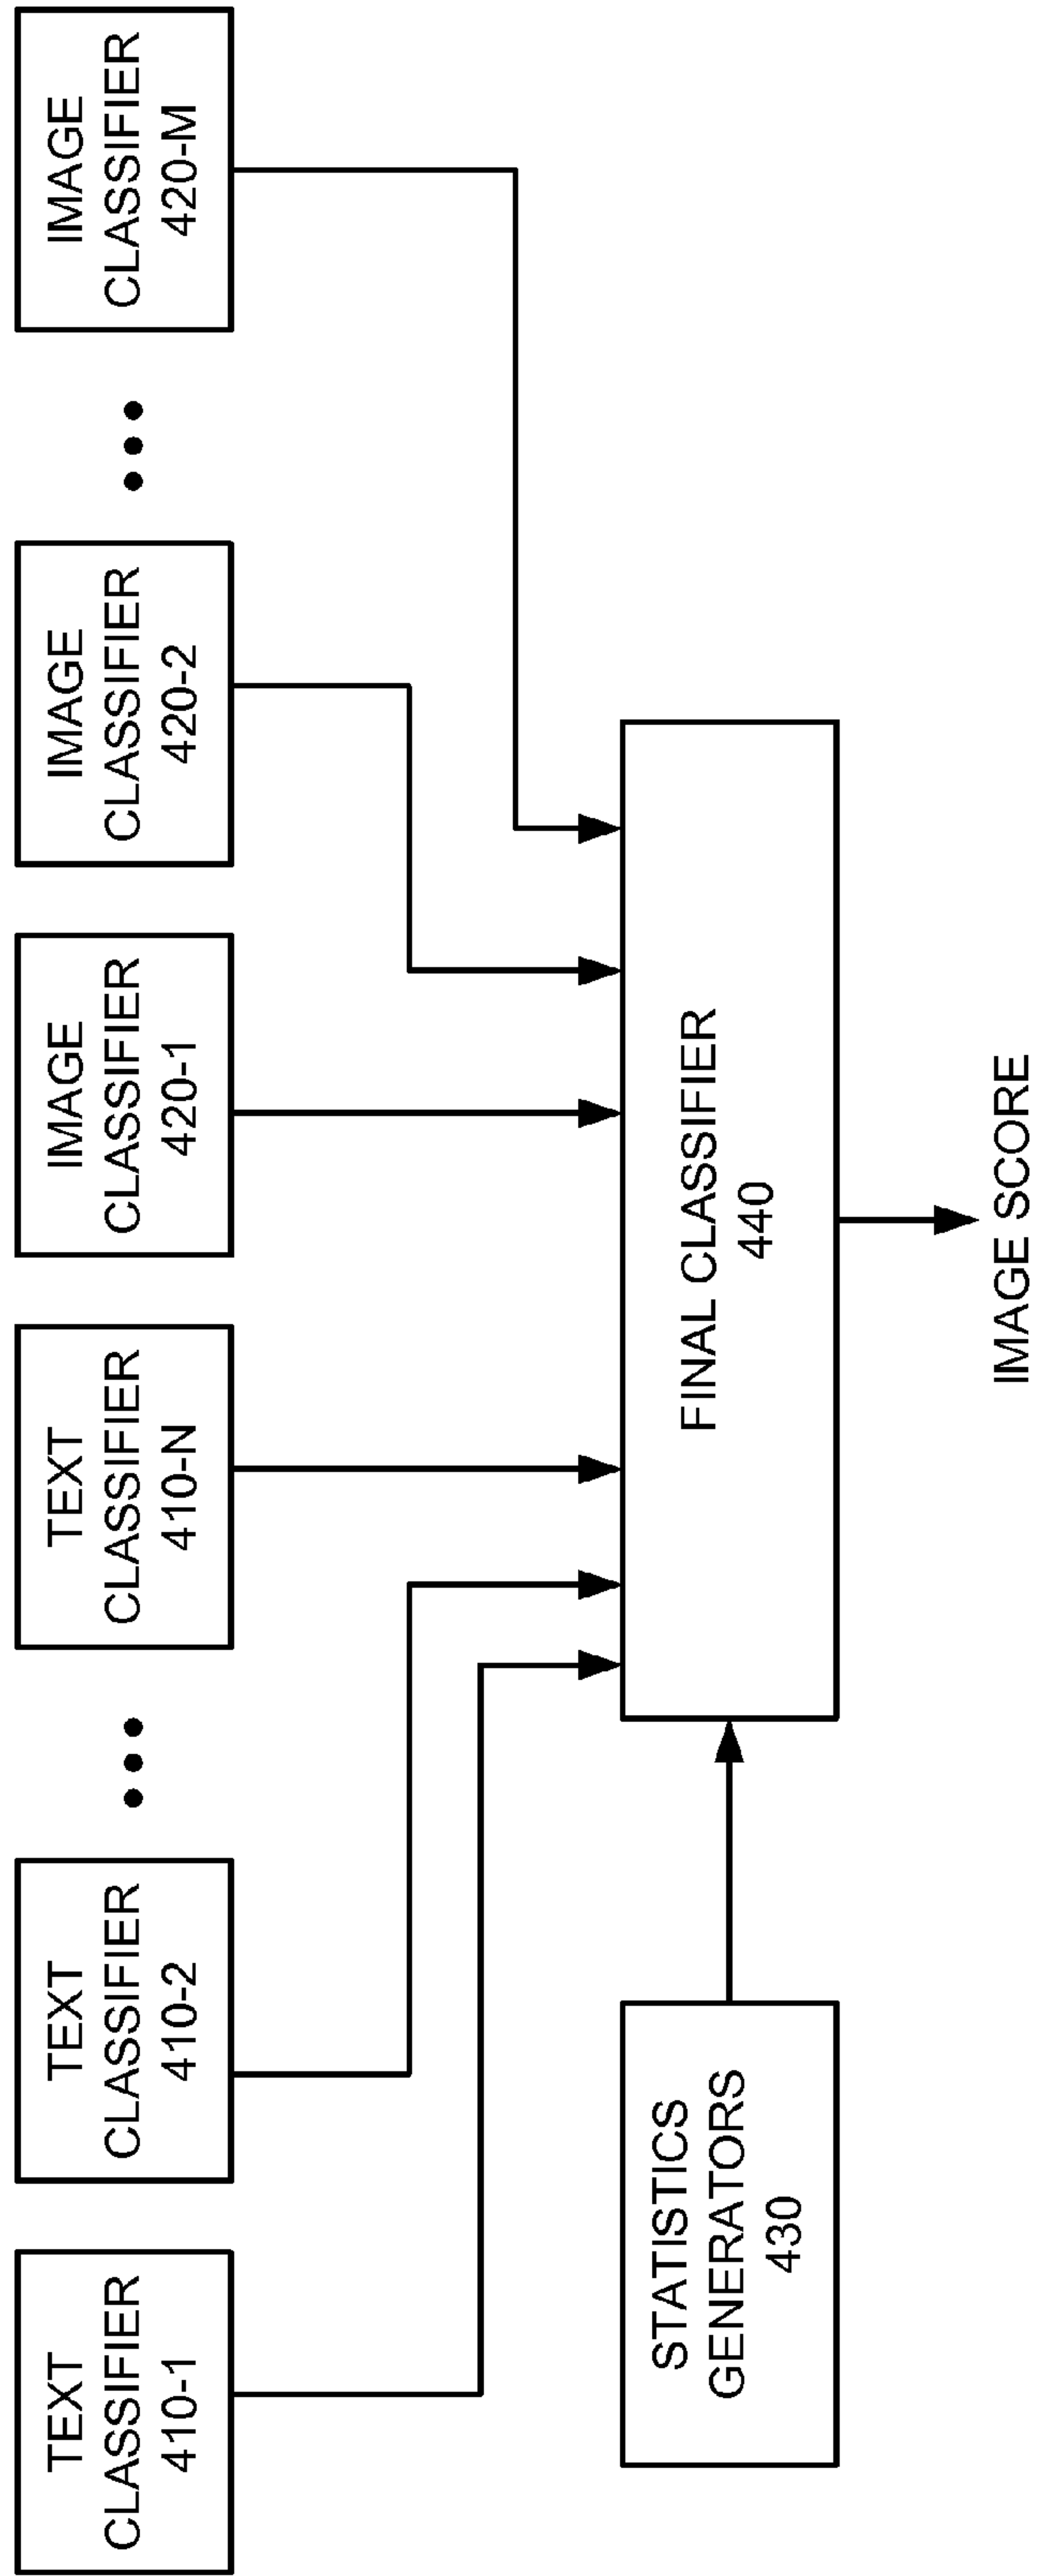 TEXT
CLASSIFIER
410-1
TEXT
CLASSIFIER
410-2
TEXT
CLASSIFIER
410-N
IMAGE
CLASSIFIER
420-1
IMAGE
CLASSIFIER
420-2
IMAGE
CLASSIFIER
420-M
STATISTICS
GENERATORS
430
FINAL CLASSIFIER
440
IMAGE SCORE